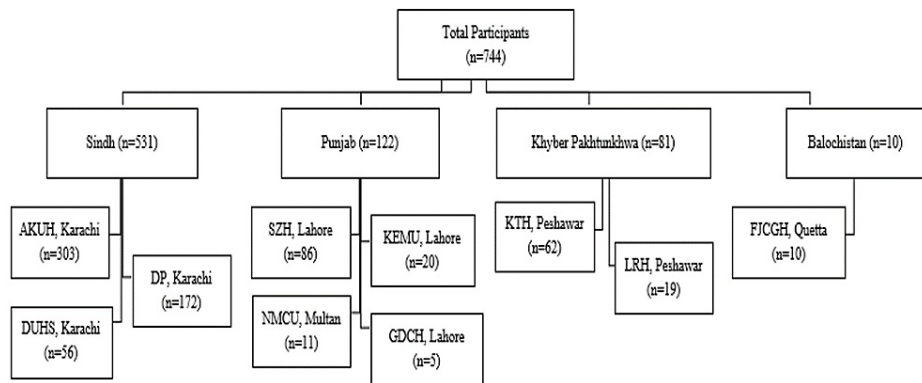 Total Participants
(n=744)
Sindh (n=531)
Punjab (n=122)
Khyber Pakhtunkhwa (n=81)
Balochistan (n=10)
AKUH, Karachi
(n=303)
DP, Karachi
(n=172)
DUHS, Karachi
(n=56)
SZH, Lahore
(n=86)
KEMU, Lahore
(n=20)
NMCU, Multan
(n=11)
GDCH, Lahore
(n=5)
KTH, Peshawar
(n=62)
LRH, Peshawar
(n=19)
FJCGH, Quetta
(n=10)